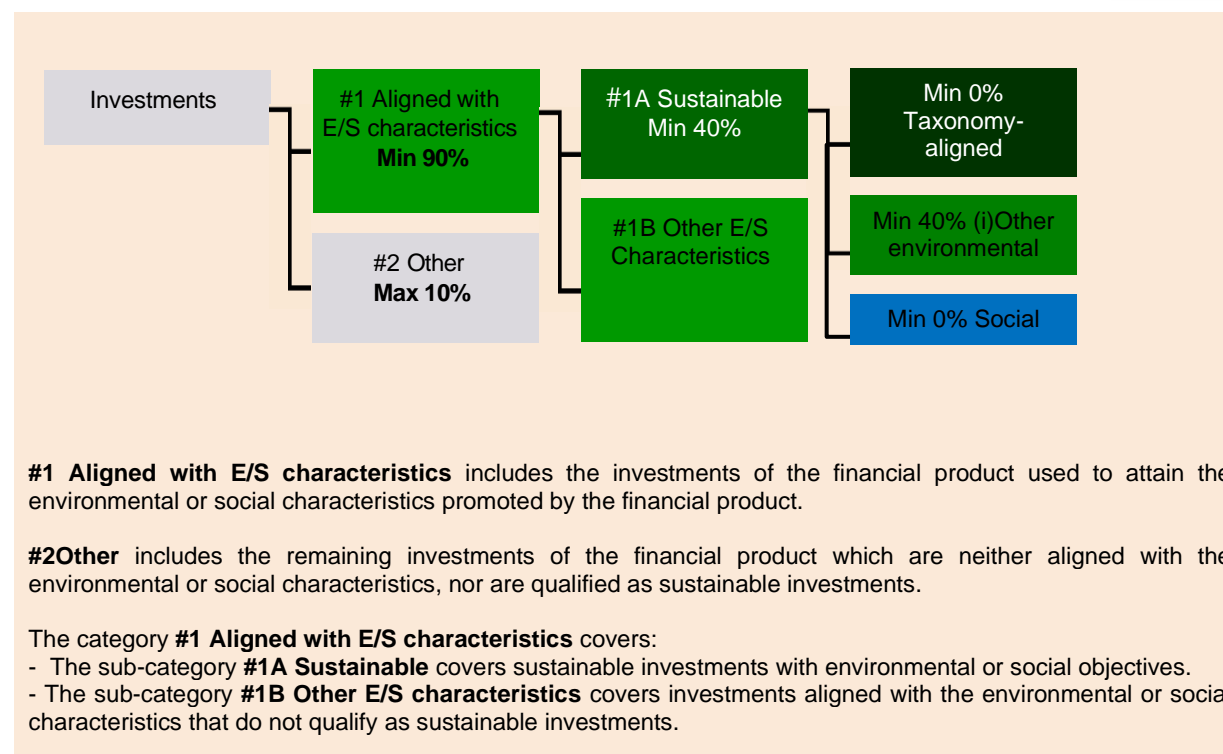 Investments
#1 Aligned with
E/S characteristics
Min 90%
#2 Other
Max 10%
#1A Sustainable
Min 40%
#1B Other E/S
Characteristics
Min 0%
Taxonomy-
aligned
Min 40% (i)Other
environmental
Min 0% Social
#1 Aligned with E/S characteristics includes the investments of the financial product used to attain the
environmental or social characteristics promoted by the financial product.
#2Other includes the remaining investments of the financial product which are neither aligned with the
environmental or social characteristics, nor are qualified as sustainable investments.
The category #1 Aligned with E/S characteristics covers:
- The sub-category #1A Sustainable covers sustainable investments with environmental or social objectives.
- The sub-category #1B Other E/S characteristics covers investments aligned with the environmental or social
characteristics that do not qualify as sustainable investments.